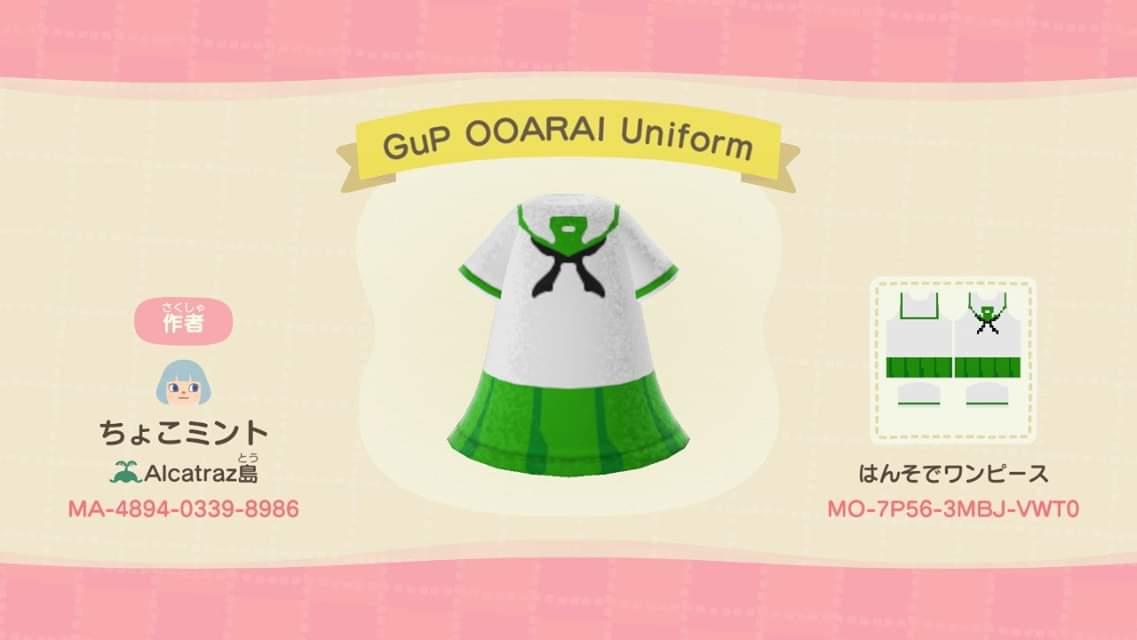 GuP OOARAI Uniform
さくしゃ
作者
ちょこミント
とう
Alcatraz島
MA-4894-0339-8986
はんそでワンピース
MO-7P56-3MBJ-VWT0